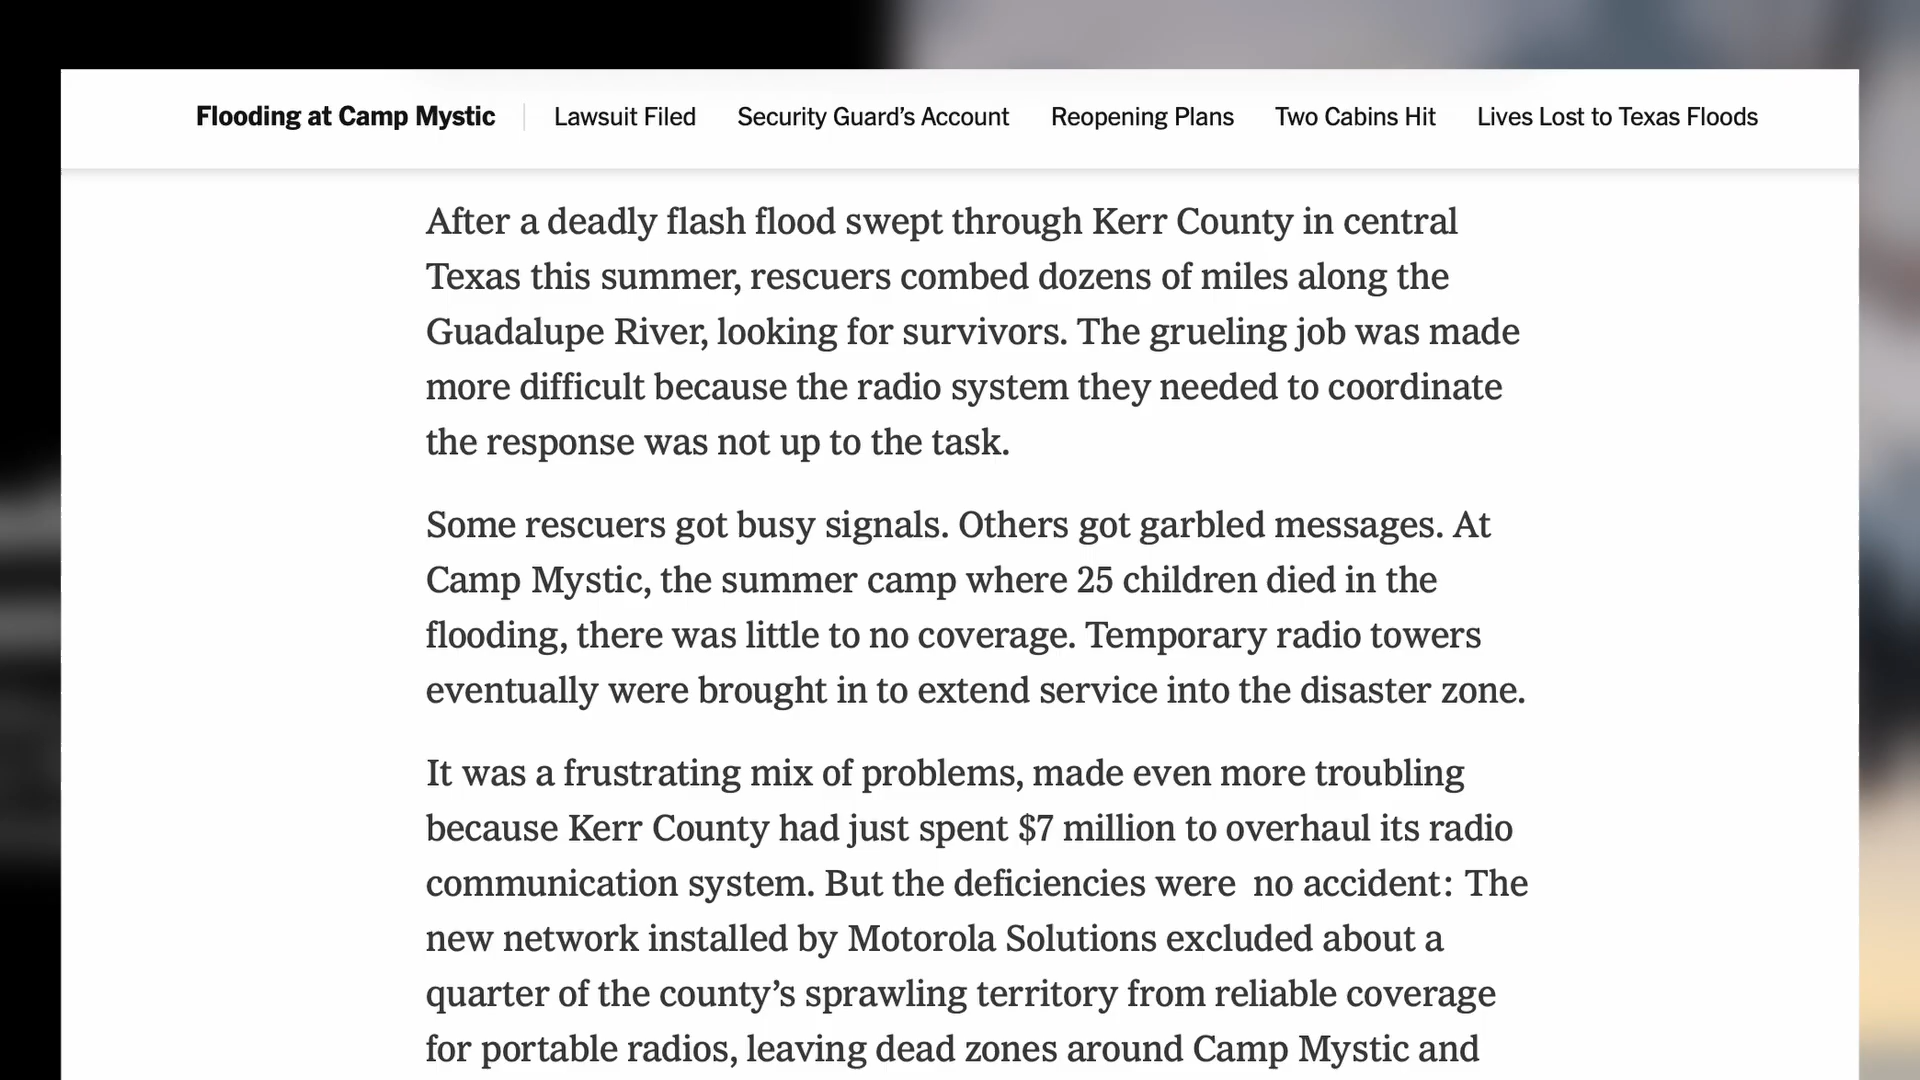 Flooding at Camp Mystic
Lawsuit Filed
Security Guard’s Account
Reopening Plans
Two Cabins Hit
Lives Lost to Texas Floods
After a deadly flash flood swept through Kerr County in central
Texas this summer, rescuers combed dozens of miles along the
Guadalupe River, looking for survivors. The grueling job was made
more difficult because the radio system they needed to coordinate
the response was not up to the task.
Some rescuers got busy signals. Others got garbled messages. At
Camp Mystic, the summer camp where 25 children died in the
flooding, there was little to no coverage. Temporary radio towers
eventually were brought in to extend service into the disaster zone.
It was a frustrating mix of problems, made even more troubling
because Kerr County had just spent $7 million to overhaul its radio
communication system. But the deficiencies were no accident: The
new network installed by Motorola Solutions excluded about a
quarter of the county’s sprawling territory from reliable coverage
for portable radios, leaving dead zones around Camp Mystic and